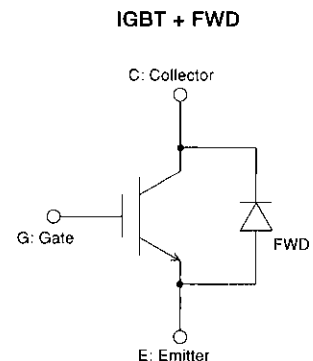 IGBT + FWD
C: Collector
G: Gate
FWD
E: Emitter